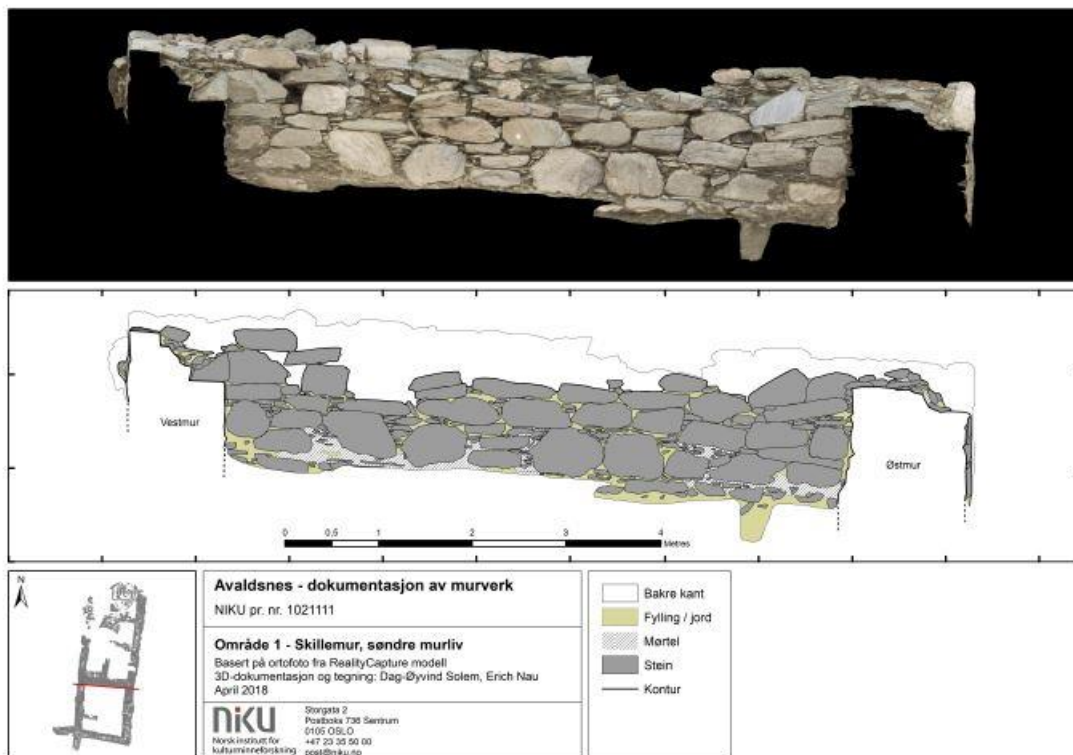 Vestmur
Østmur
0 0,5 1 2 3 4
Metres
N
Avaldsnes - dokumentasjon av murverk
NIKU pr. nr. 1021111
Område 1 - Skillemur, søndre murliv
Basert på ortofoto fra RealityCapture modell
3D-dokumentasjon og tegning: Dag-Øyvind Solem, Erich Nau
April 2018
NIKU
Norsk institutt for
kulturminneforskning
Storgata 2
Postboks 736 Sentrum
0105 OSLO
+47 23 35 50 00
post@niku.no
Bakre kant
Fylling / jord
Mørtel
Stein
Kontur